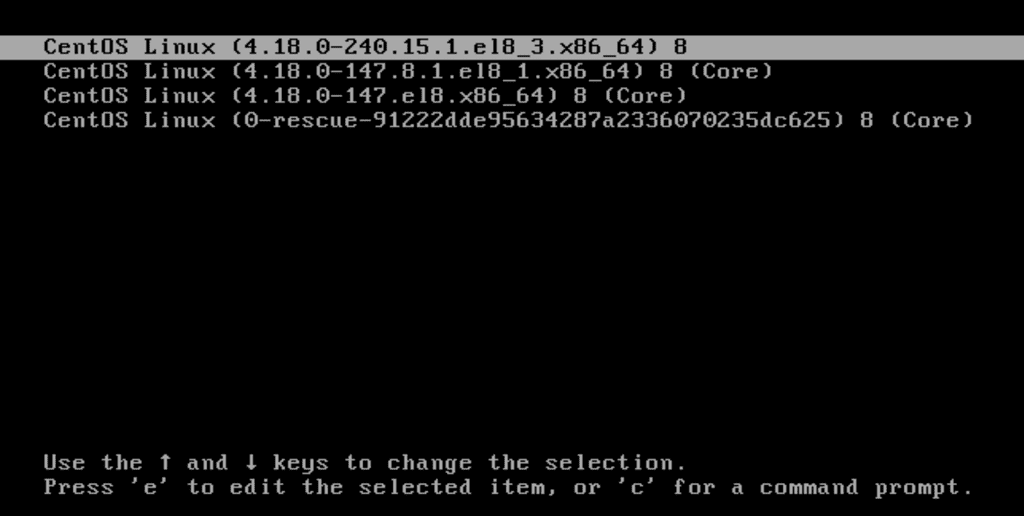 CentOS Linux (4.18.0-240.15.1.el8_3.x86_64) 8
CentOS Linux (4.18.0-147.8.1.el8_1.x86_64) 8 (Core)
CentOS Linux (4.18.0-147.el8.x86_64) 8 (Core)
CentOS Linux (0-rescue-91222dde95634287a2336070235dc625) 8 (Core)
Use the ↑ and ↓ keys to change the selection.
Press 'e' to edit the selected item, or 'c' for a command prompt.